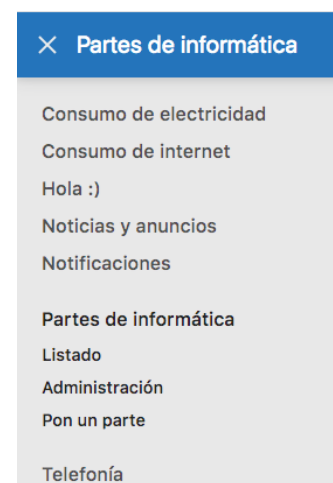 Partes de informática
Consumo de electricidad
Consumo de internet
Hola :)
Noticias y anuncios
Notificaciones
Partes de informática
Listado
Administración
Pon un parte
Telefonía